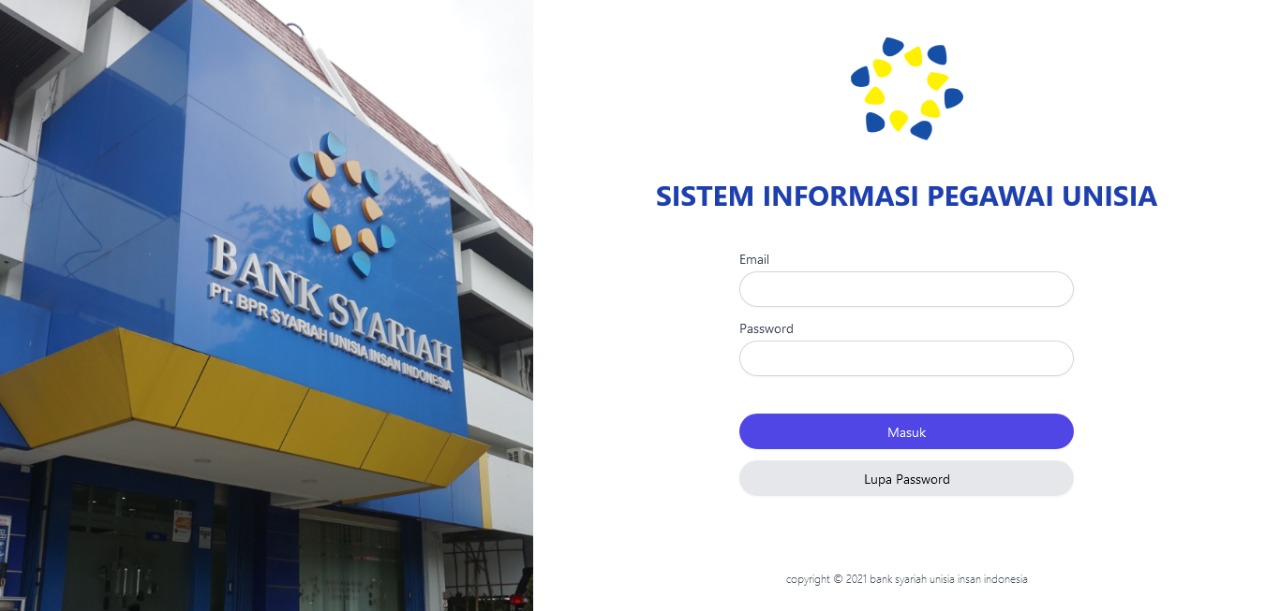 BANK SYARIAH
PT. BPR SYARIAH UNISIA INSAN INDONESIA
SISTEM INFORMASI PEGAWAI UNISIA
Email
Password
Masuk
Lupa Password
copyright © 2021 bank syariah unisia insan indonesia